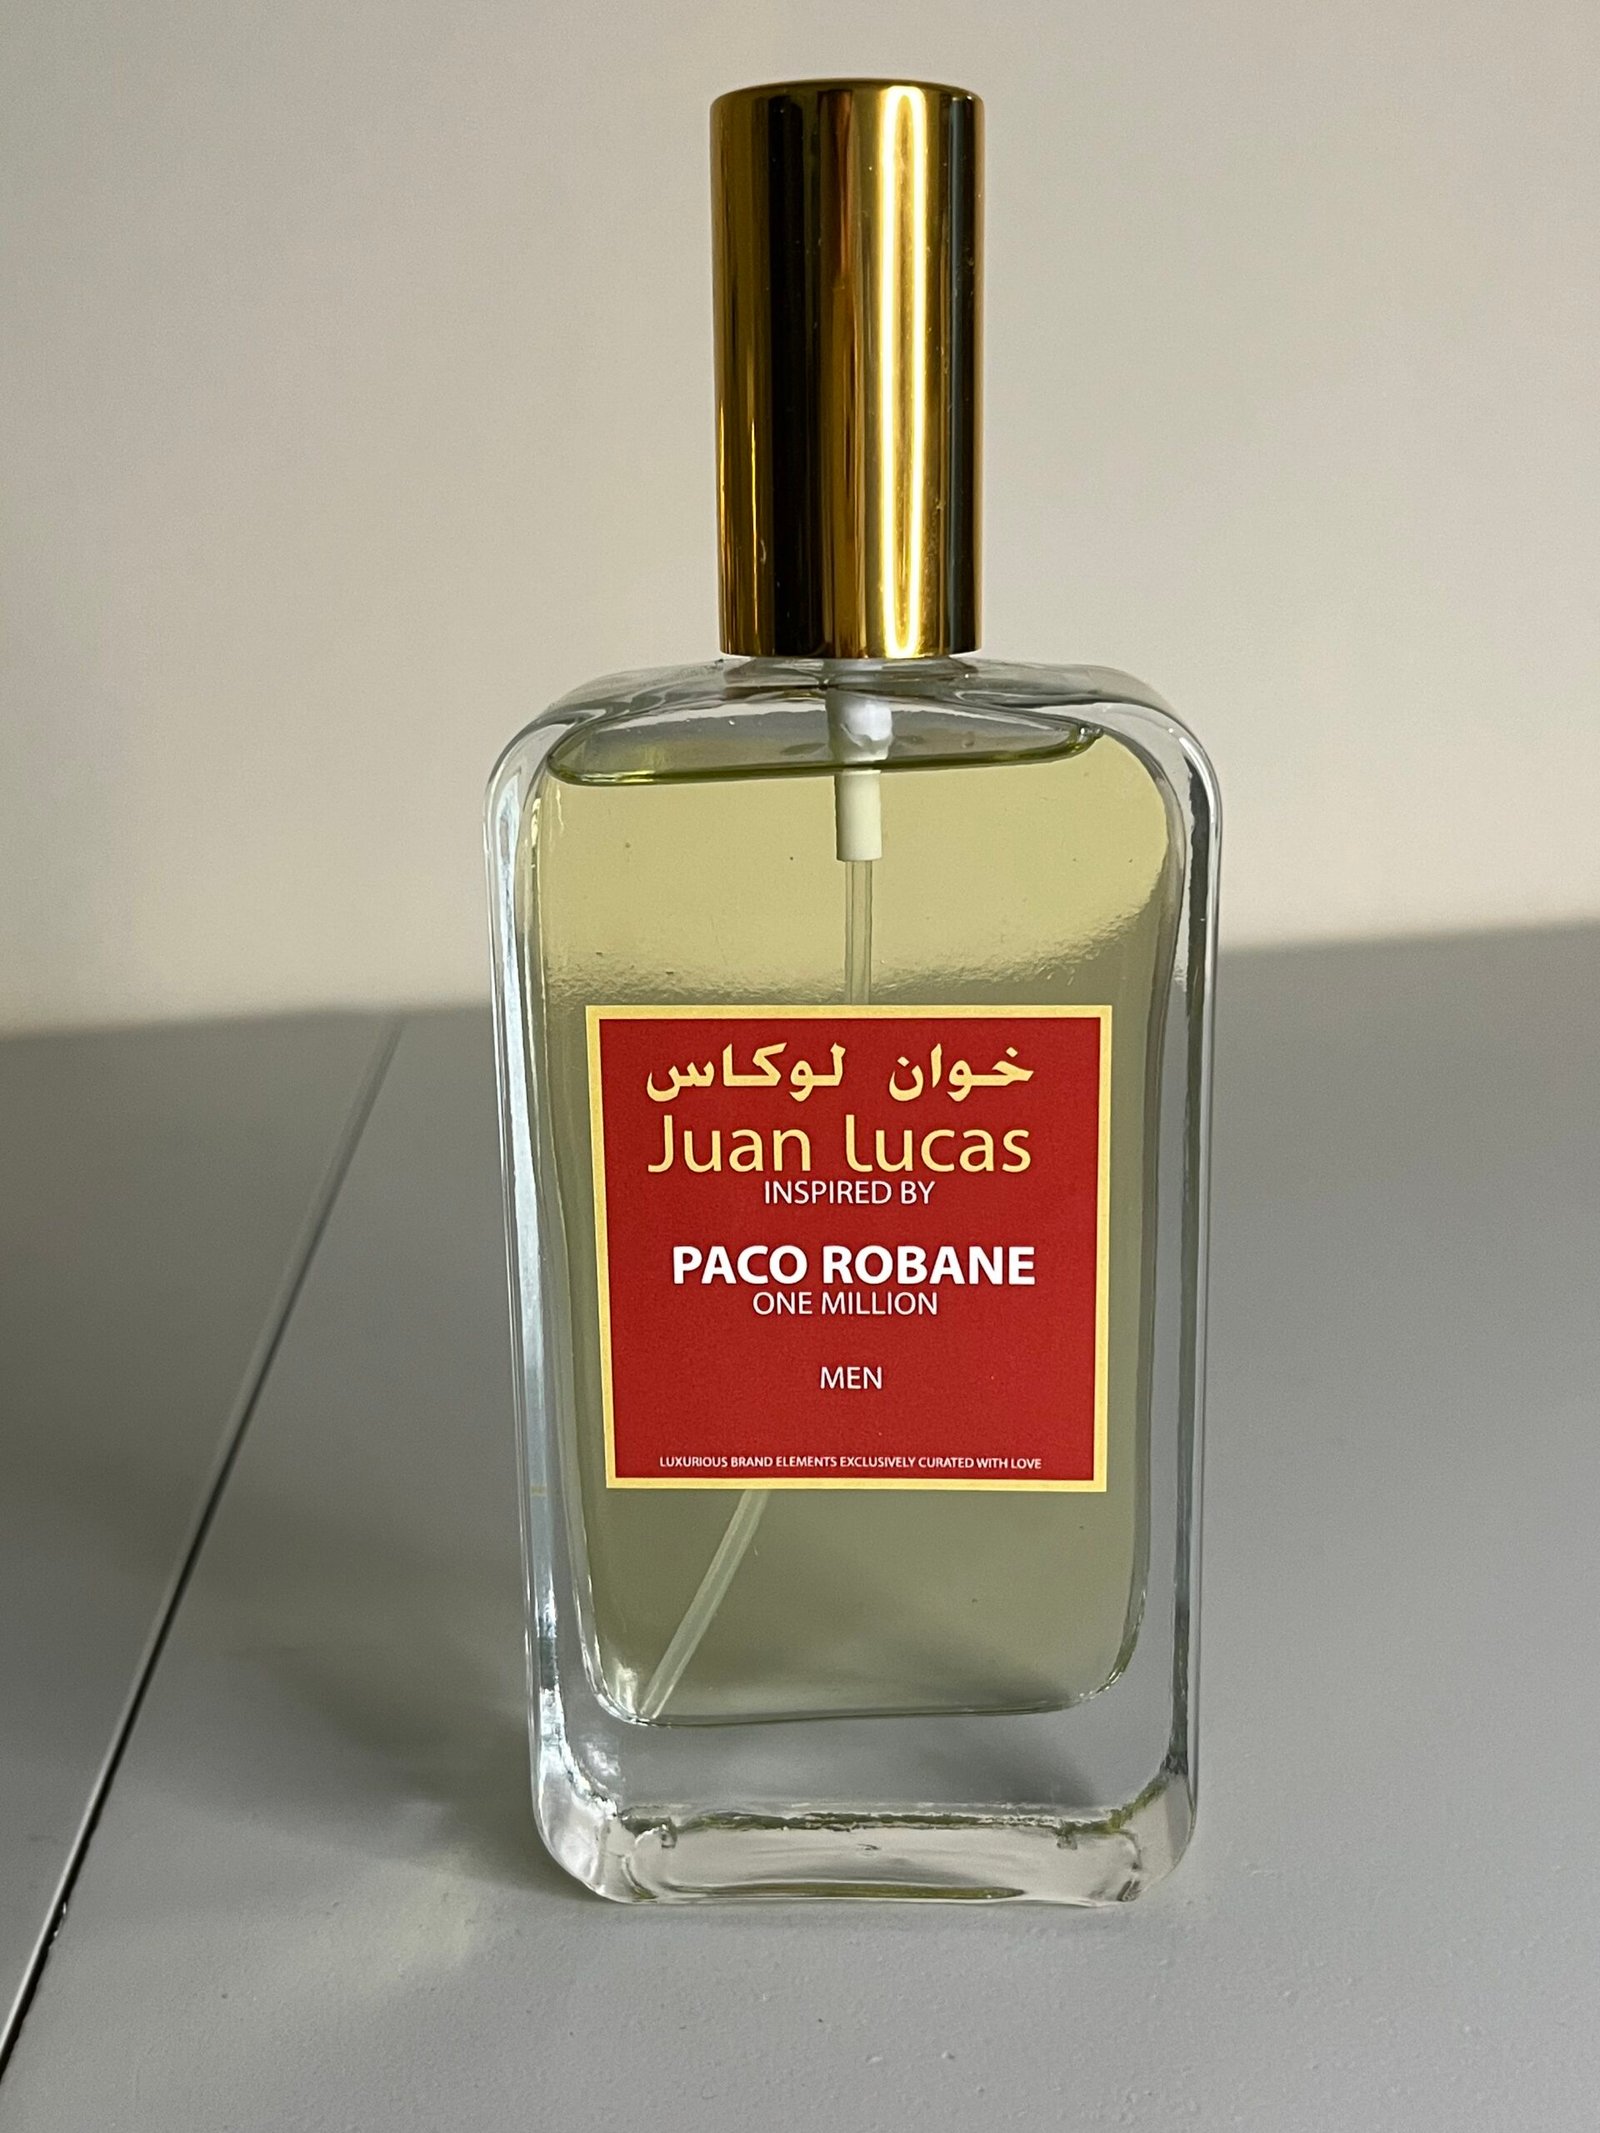 خوان لوكاس
Juan Lucas
INSPIRED BY
PACO ROBANE
ONE MILLION
MEN
LUXURIOUS BRAND ELEMENTS EXCLUSIVELY CURATED WITH LOVE